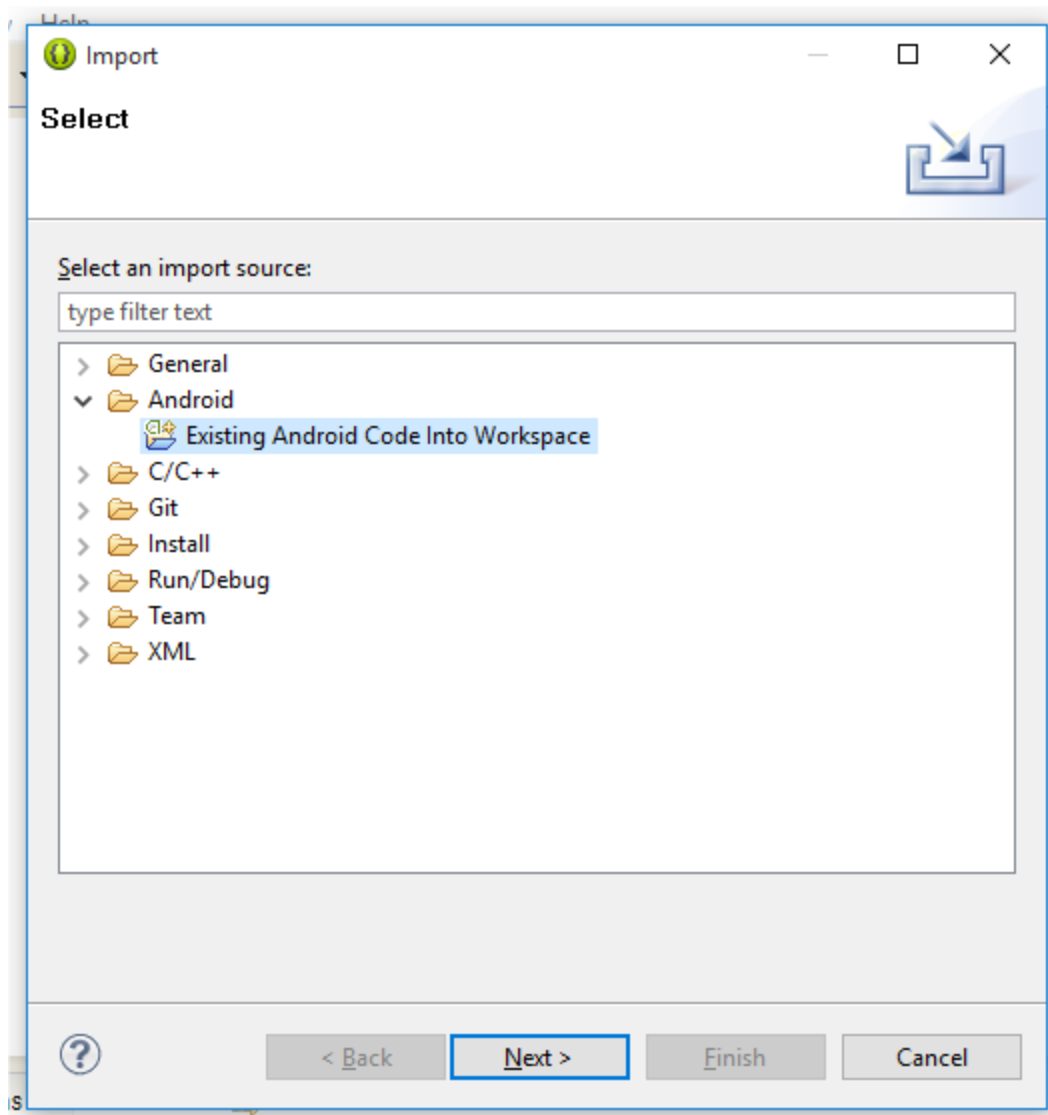 Help
Import
Select
Select an import source:
type filter text
General
Android
Existing Android Code Into Workspace
C/C++
Git
Install
Run/Debug
Team
XML
?
< Back
Next >
Finish
Cancel